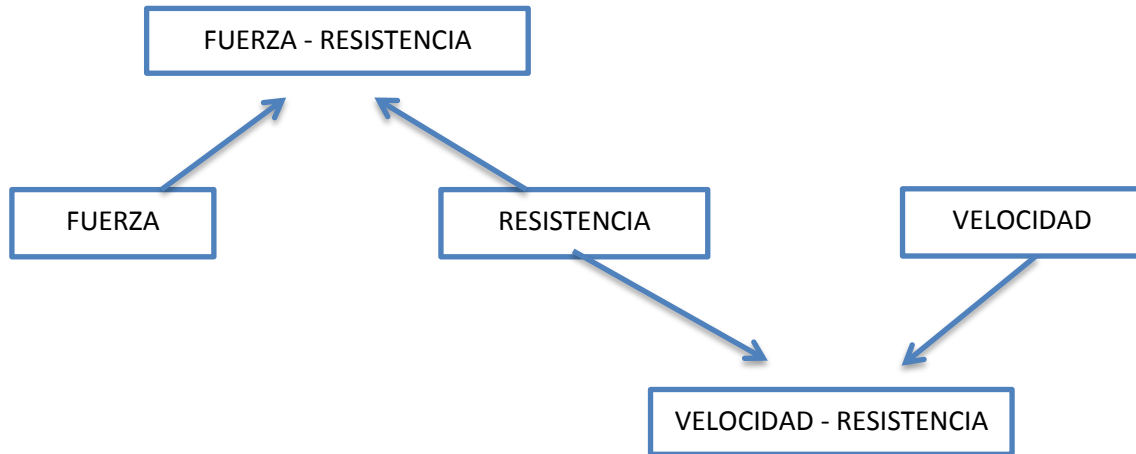 FUERZA - RESISTENCIA
FUERZA
RESISTENCIA
VELOCIDAD
VELOCIDAD - RESISTENCIA